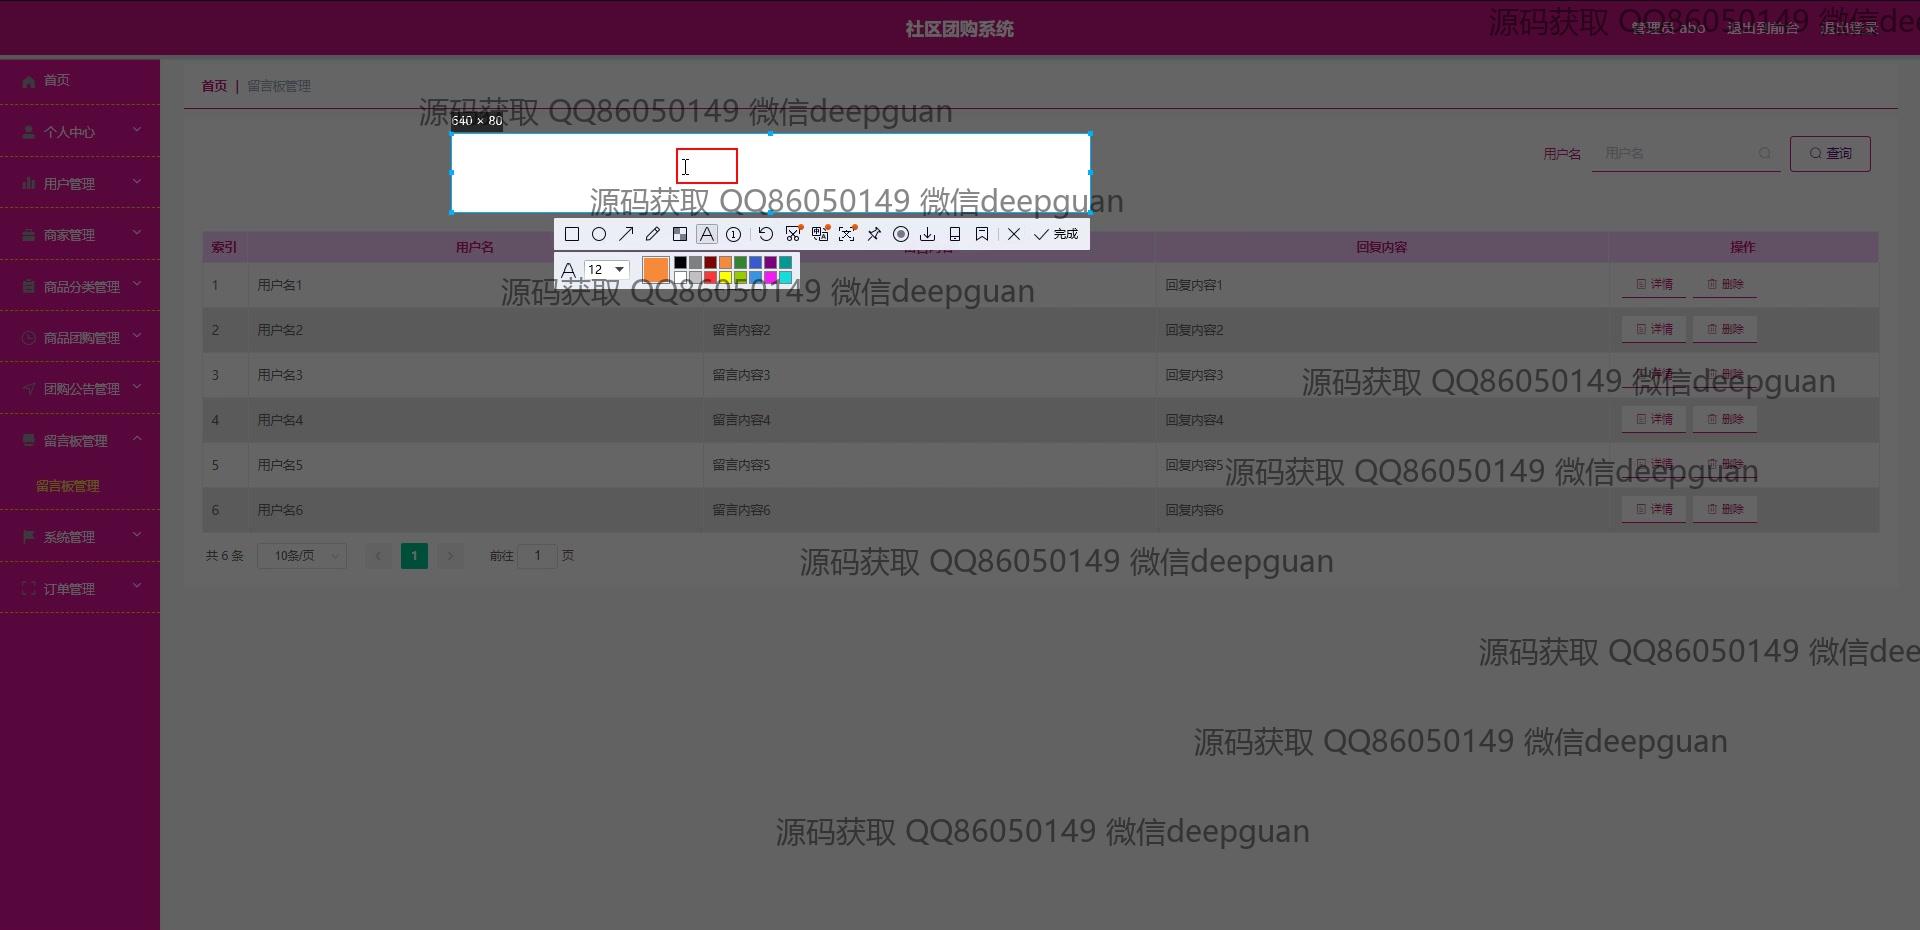 社区团购系统
源码获取 QQ86050149 微信dee
管理员 abo 退出到前台 退出登录
首页
个人中心
用户管理
商家管理
商品分类管理
商品团购管理
团购公告管理
留言板管理
留言板管理
系统管理
订单管理
首页 | 留言板管理
源码获取 QQ86050149 微信deepguan
640 × 80
用户名 用户名 查询
源码获取 QQ86050149 微信deepguan
完成
12
索引 用户名 回复内容 操作
1 用户名1 回复内容1 详情 删除
源码获取 QQ86050149 微信deepguan
2 用户名2 留言内容2 回复内容2 详情 删除
3 用户名3 留言内容3 回复内容3 详情 删除
源码获取 QQ86050149 微信deepguan
4 用户名4 留言内容4 回复内容4 详情 删除
5 用户名5 留言内容5 回复内容5 详情 删除
源码获取 QQ86050149 微信deepguan
6 用户名6 留言内容6 回复内容6 详情 删除
共 6 条 10条/页 1 前往 1 页
源码获取 QQ86050149 微信deepguan
源码获取 QQ86050149 微信dee
源码获取 QQ86050149 微信deepguan
源码获取 QQ86050149 微信deepguan